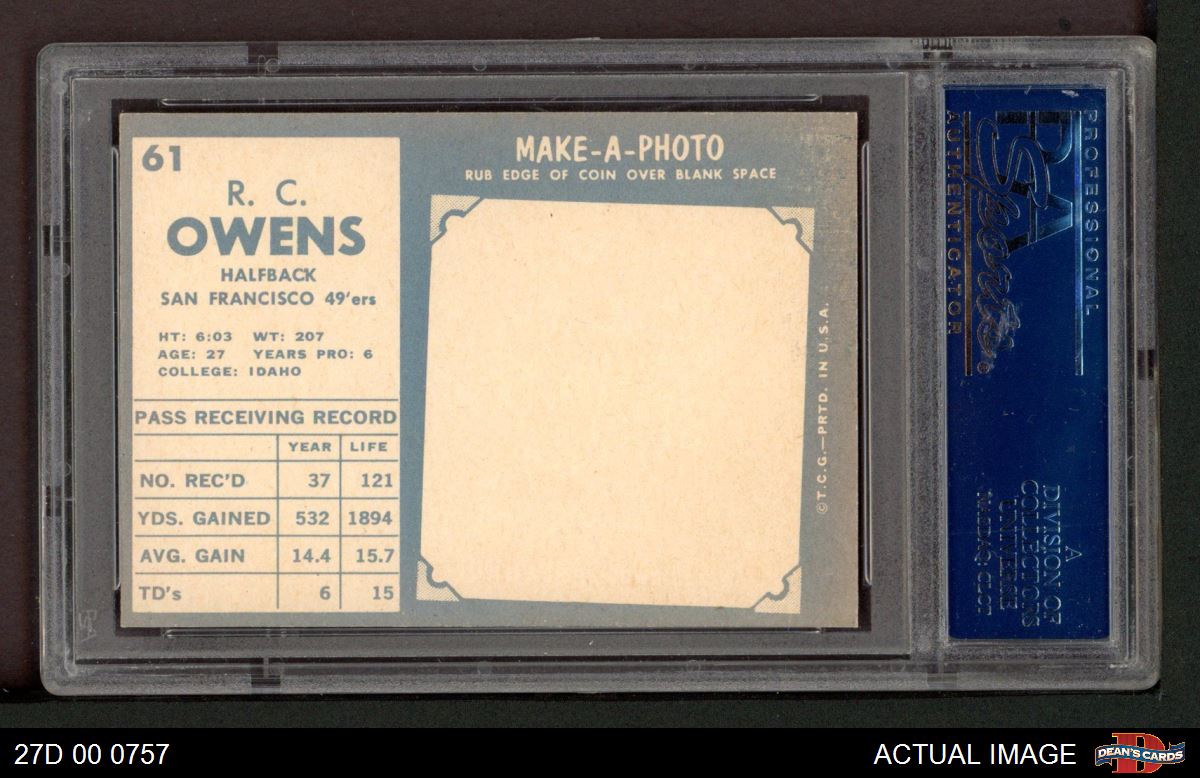 61
R. C.
OWENS
HALFBACK
SAN FRANCISCO 49'ers
HT: 6:03 WT: 207
AGE: 27 YEARS PRO: 6
COLLEGE: IDAHO
PASS RECEIVING RECORD
YEAR LIFE
NO. REC'D 37 121
YDS. GAINED 532 1894
AVG. GAIN 14.4 15.7
TD's 6 15
MAKE-A-PHOTO
RUB EDGE OF COIN OVER BLANK SPACE
©T.C.G.—PRTD. IN U.S.A.
PROFESSIONAL
PSA
Sports
AUTHENTICATOR
A
DIVISION OF
COLLECTORS
UNIVERSE
NASDAQ: CLCT
27D 00 0757
ACTUAL IMAGE
DEAN'S CARDS